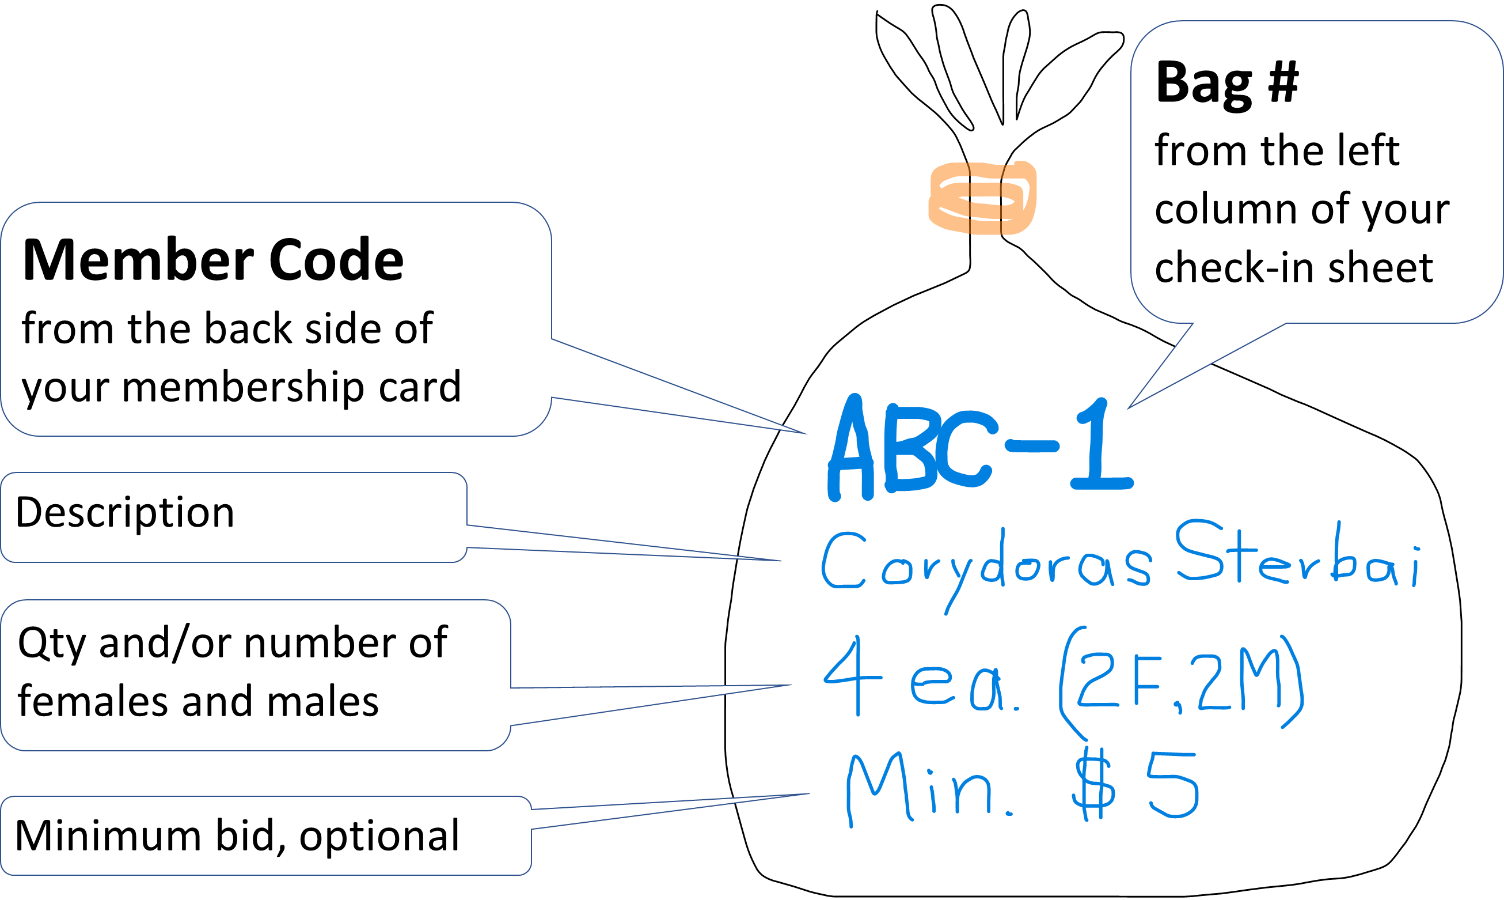 Bag #
from the left
column of your
check-in sheet
Member Code
from the back side of
your membership card
ABC-1
Description
Corydoras Sterbai
Qty and/or number of
females and males
4 ea. (2F, 2M)
Min. $5
Minimum bid, optional